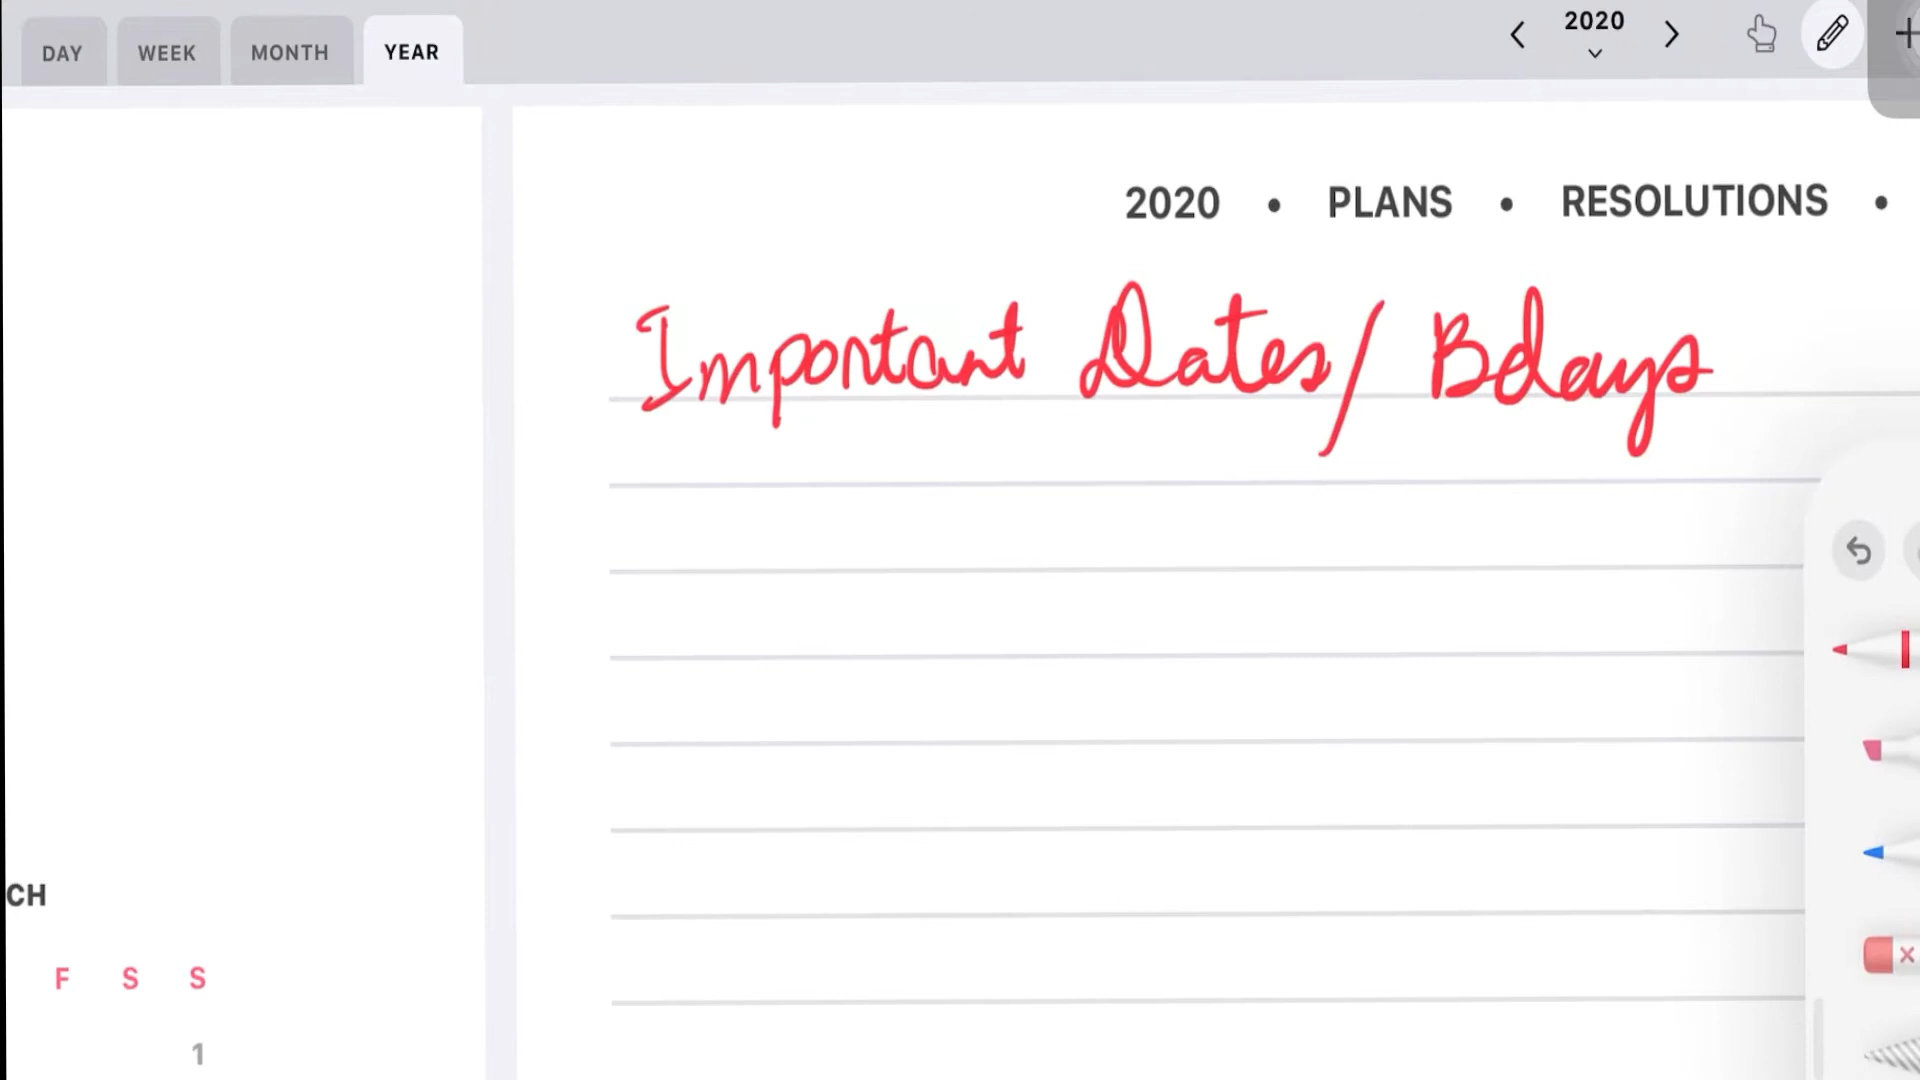 DAY WEEK MONTH YEAR 2020
2020 • PLANS • RESOLUTIONS •
Important Dates/ Bdays
CH
F S S
1